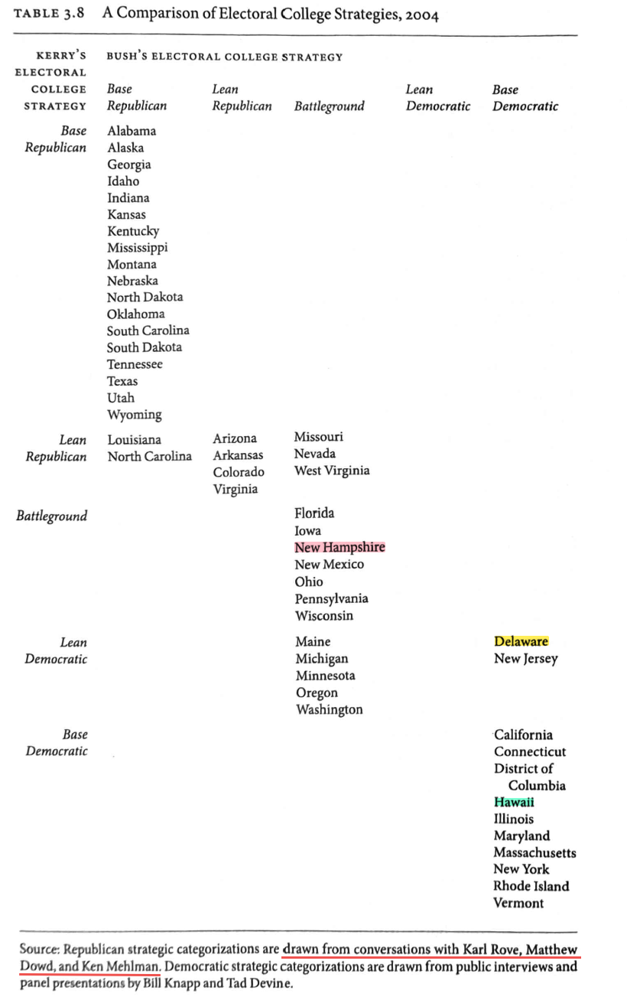 TABLE 3.8 A Comparison of Electoral College Strategies, 2004
KERRY'S BUSH'S ELECTORAL COLLEGE STRATEGY
ELECTORAL
COLLEGE Base Lean Lean Base
STRATEGY Republican Republican Battleground Democratic Democratic
Base Alabama
Republican Alaska
Georgia
Idaho
Indiana
Kansas
Kentucky
Mississippi
Montana
Nebraska
North Dakota
Oklahoma
South Carolina
South Dakota
Tennessee
Texas
Utah
Wyoming
Lean Louisiana Arizona Missouri
Republican North Carolina Arkansas Nevada
Colorado West Virginia
Virginia
Battleground Florida
Iowa
New Hampshire
New Mexico
Ohio
Pennsylvania
Wisconsin
Lean Maine Delaware
Democratic Michigan New Jersey
Minnesota
Oregon
Washington
Base California
Democratic Connecticut
District of
Columbia
Hawaii
Illinois
Maryland
Massachusetts
New York
Rhode Island
Vermont
Source: Republican strategic categorizations are drawn from conversations with Karl Rove, Matthew
Dowd, and Ken Mehlman. Democratic strategic categorizations are drawn from public interviews and
panel presentations by Bill Knapp and Tad Devine.